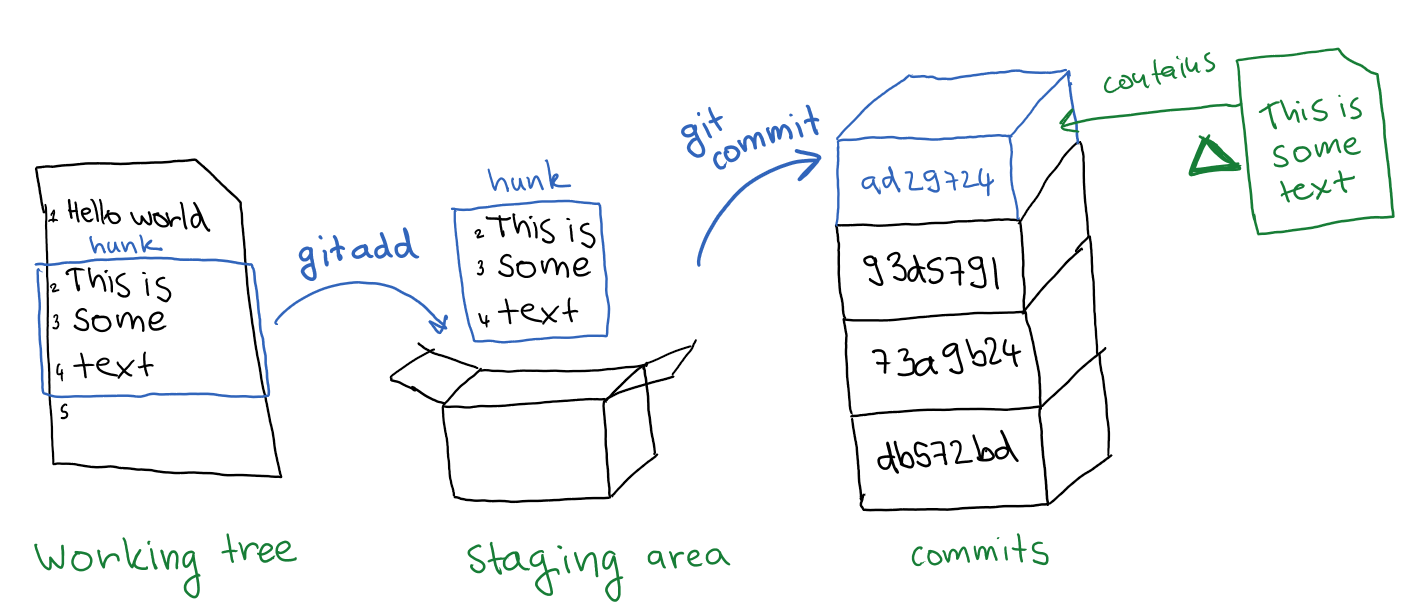 1 Hello world
hunk
2 This is
3 some
4 text
5
git add
hunk
2 This is
3 some
4 text
git
commit
ad29724
93d5791
73a9b24
db572bd
contains
This is
some
text
Working tree
Staging area
commits